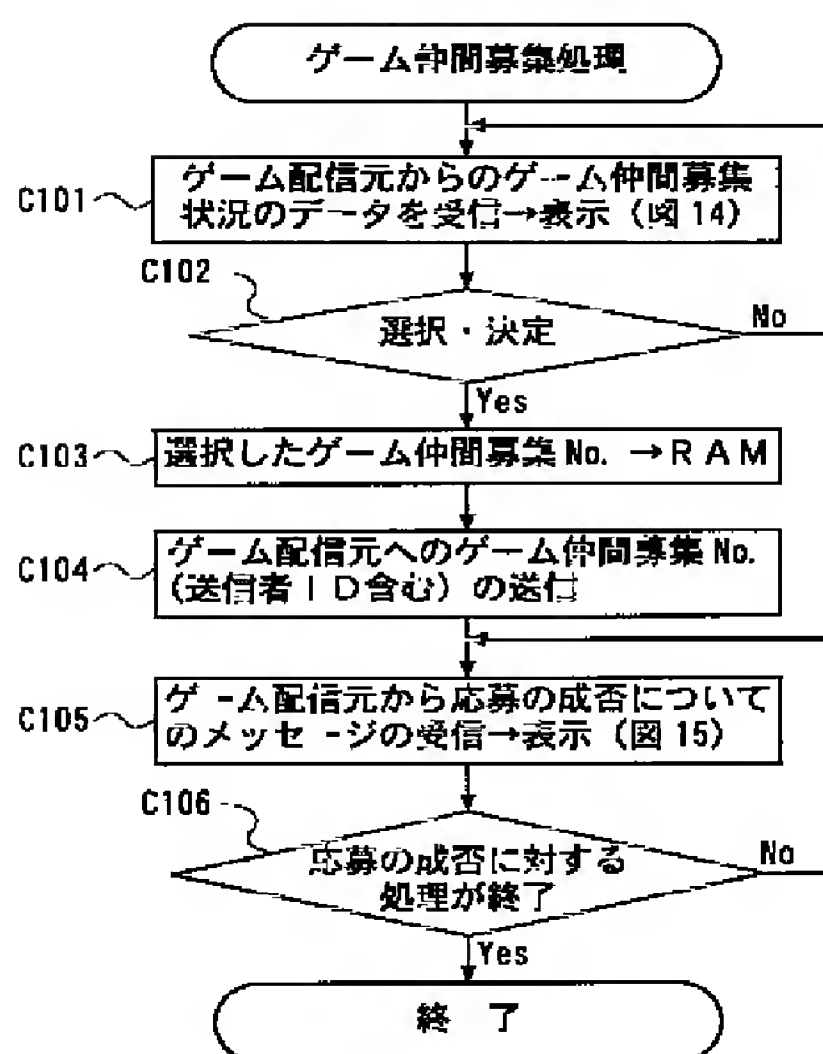 ゲーム仲間募集処理
C101
ゲーム配信元からのゲーム仲間募集
状況のデータを受信→表示（図14）
C102
選択・決定
No
Yes
C103
選択したゲーム仲間募集No. →RAM
C104
ゲーム配信元へのゲーム仲間募集No.
（送信者ID含む）の送信
C105
ゲーム配信元から応募の成否について
のメッセージの受信→表示（図15）
C106
応募の成否に対する
処理が終了
No
Yes
終 了